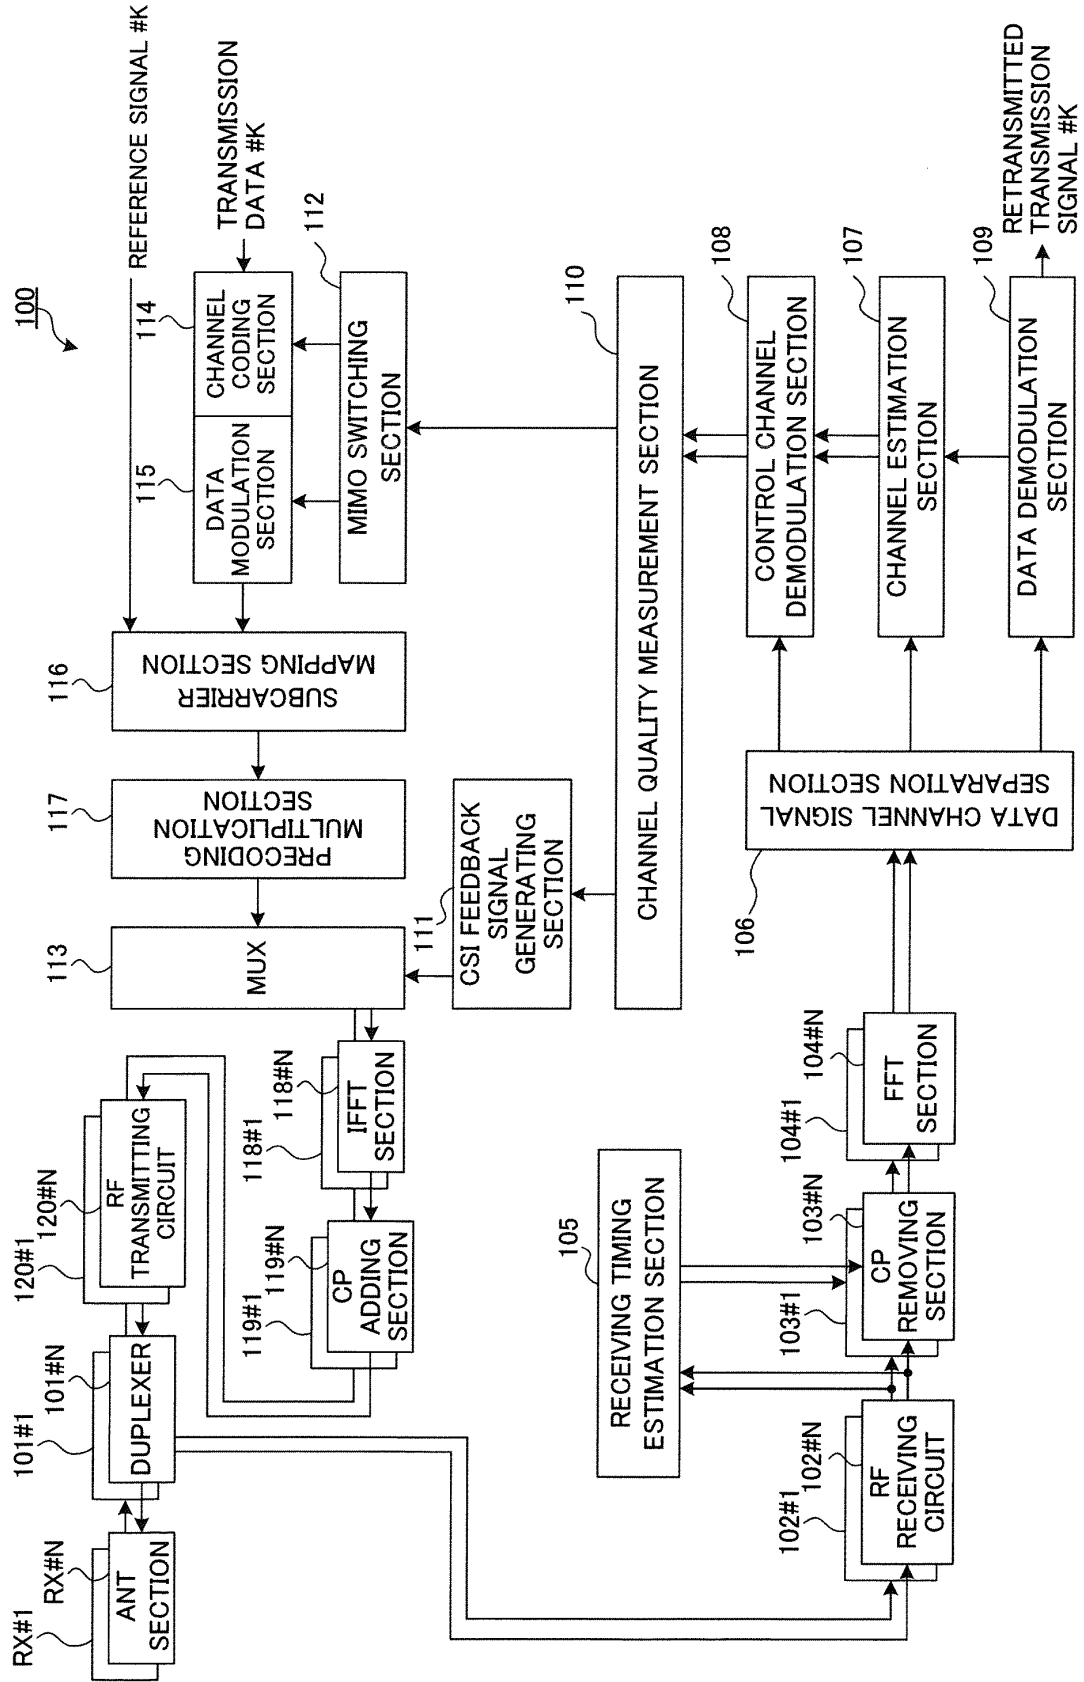 100
REFERENCE SIGNAL #K
TRANSMISSION
DATA #K
112
114
CHANNEL
CODING
SECTION
115
DATA
MODULATION
SECTION
MIMO SWITCHING
SECTION
116
SUBCARRIER
MAPPING SECTION
117
PRECODING
MULTIPLICATION
SECTION
113
MUX
111
CSI FEEDBACK
SIGNAL
GENERATING
SECTION
110
CHANNEL QUALITY MEASUREMENT SECTION
118#1
118#N
IFFT
SECTION
119#1
119#N
CP
ADDING
SECTION
120#1
120#N
RF
TRANSMITTING
CIRCUIT
101#1
101#N
DUPLEXER
RX#1
RX#N
ANT
SECTION
102#1
102#N
RF
RECEIVING
CIRCUIT
105
RECEIVING TIMING
ESTIMATION SECTION
103#1
103#N
CP
REMOVING
SECTION
104#1
104#N
FFT
SECTION
106
DATA CHANNEL SIGNAL
SEPARATION SECTION
108
CONTROL CHANNEL
DEMODULATION SECTION
107
CHANNEL ESTIMATION
SECTION
109
DATA DEMODULATION
SECTION
RETRANSMITTED
TRANSMISSION
SIGNAL #K